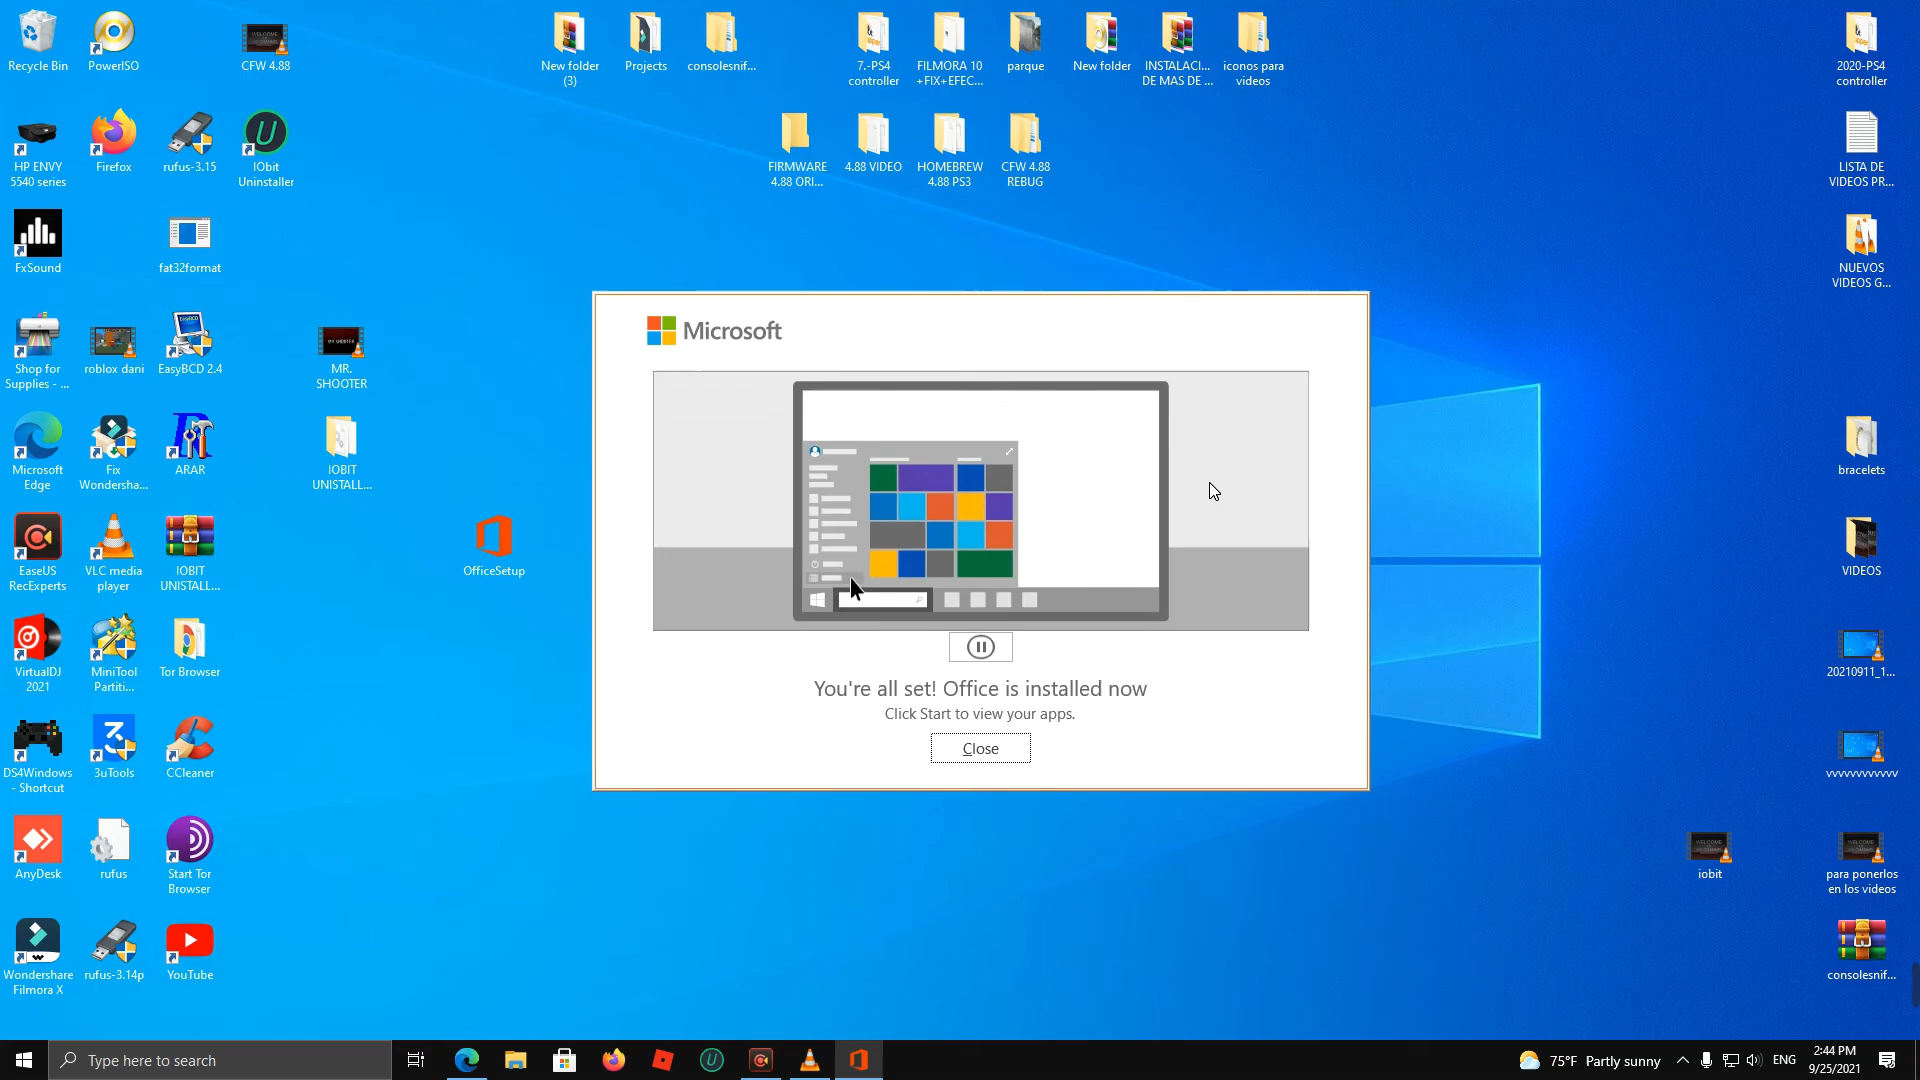 Recycle Bin
PowerISO
CFW 4.88
New folder
(3)
Projects
consolesnif...
7.-PS4
controller
FILMORA 10
+FIX+EFEC...
parque
New folder
INSTALACI...
DE MAS DE ...
iconos para
videos
2020-PS4
controller
HP ENVY
5540 series
Firefox
rufus-3.15
IObit
Uninstaller
FIRMWARE
4.88 ORI...
4.88 VIDEO
HOMEBREW
4.88 PS3
CFW 4.88
REBUG
LISTA DE
VIDEOS PR...
FxSound
fat32format
NUEVOS
VIDEOS G...
Shop for
Supplies - ...
roblox dani
EasyBCD 2.4
MR.
SHOOTER
Microsoft
Microsoft
Edge
Fix
Wondersha...
ARAR
IOBIT
UNISTALL...
bracelets
EaseUS
RecExperts
VLC media
player
IOBIT
UNISTALL...
OfficeSetup
VIDEOS
VirtualDJ
2021
MiniTool
Partiti...
Tor Browser
20210911_1...
You're all set! Office is installed now
Click Start to view your apps.
Close
DS4Windows
- Shortcut
3uTools
CCleaner
vvvvvvvvvvvv
AnyDesk
rufus
Start Tor
Browser
iobit
para ponerlos
en los videos
Wondershare
Filmora X
rufus-3.14p
YouTube
consolesnif...
Type here to search
75°F Partly sunny
ENG
2:44 PM
9/25/2021